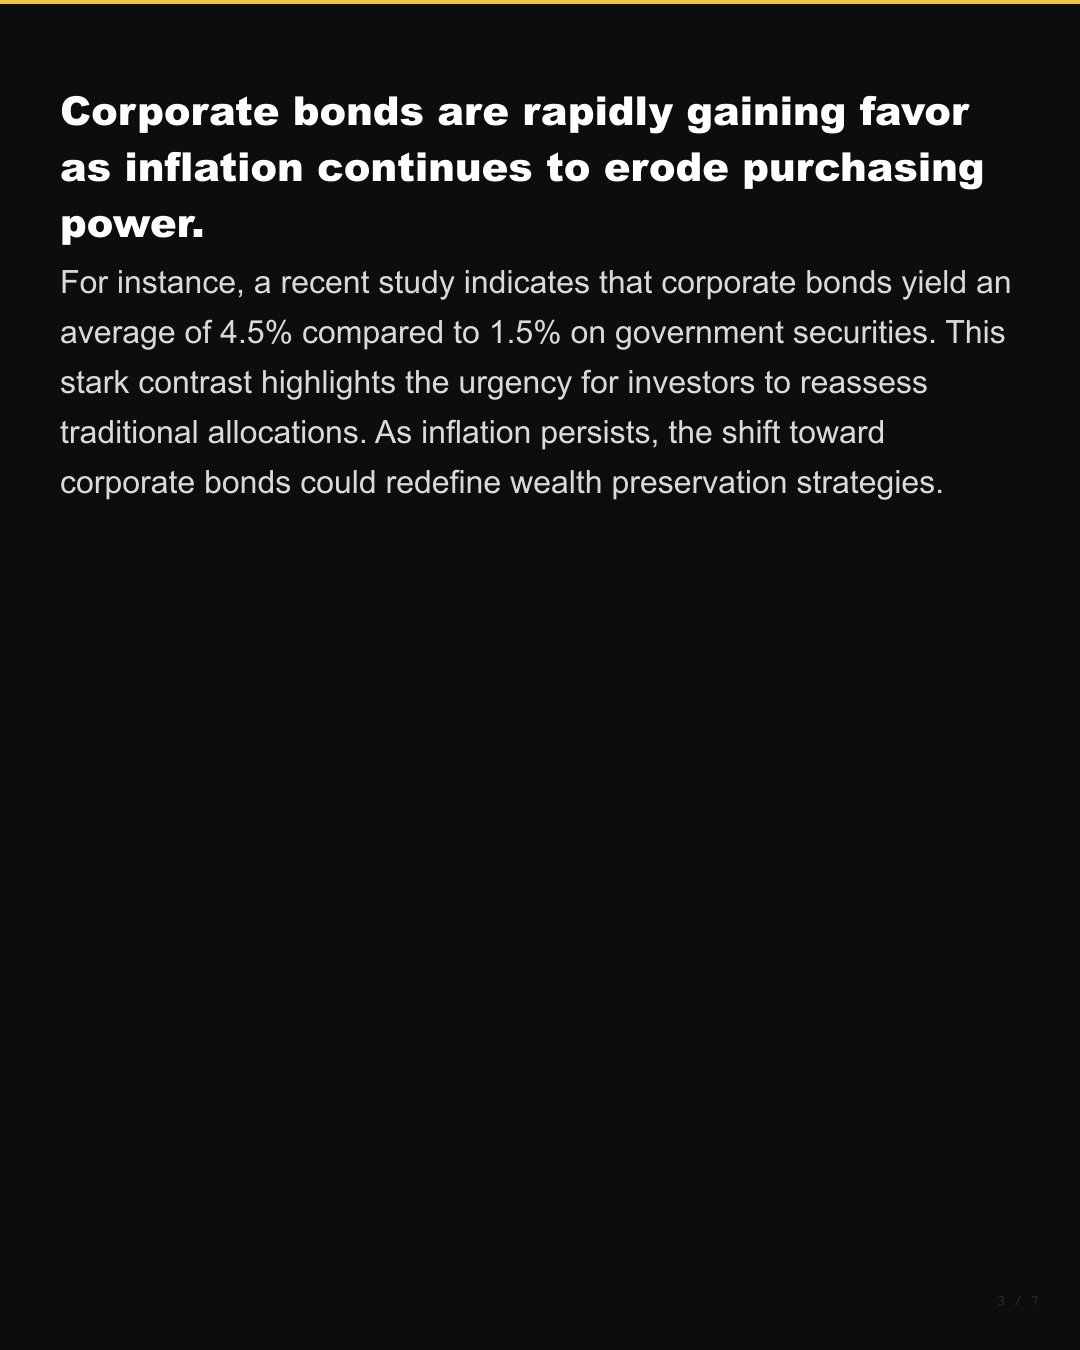 Corporate bonds are rapidly gaining favor
as inflation continues to erode purchasing
power.
For instance, a recent study indicates that corporate bonds yield an
average of 4.5% compared to 1.5% on government securities. This
stark contrast highlights the urgency for investors to reassess
traditional allocations. As inflation persists, the shift toward
corporate bonds could redefine wealth preservation strategies.
3 / 7